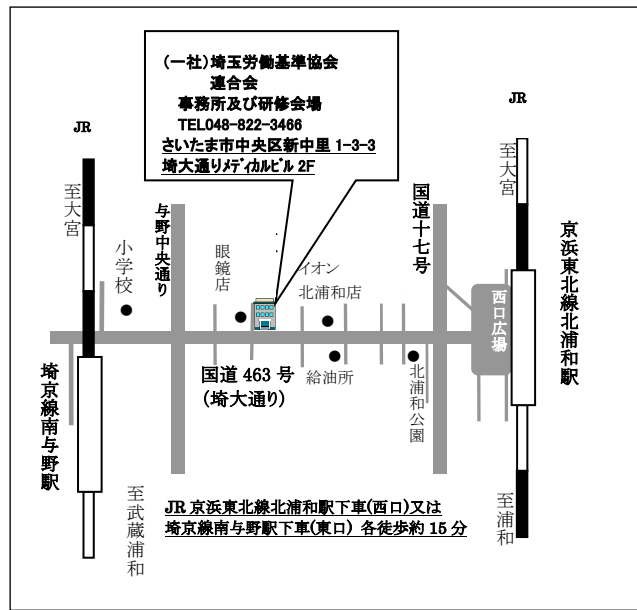 (一社)埼玉労働基準協会
連合会
事務所及び研修会場
TEL048-822-3466
さいたま市中央区新中里 1-3-3
埼大通りメディカルビル 2F
JR
JR
至大宮
至大宮
小学校
与野中央通り
眼鏡店
イオン
北浦和店
国道十七号
京浜東北線北浦和駅
西口広場
国道 463 号
(埼大通り)
給油所
北浦和公園
埼京線南与野駅
至武蔵浦和
至浦和
JR 京浜東北線北浦和駅下車(西口)又は
埼京線南与野駅下車(東口) 各徒歩約 15 分